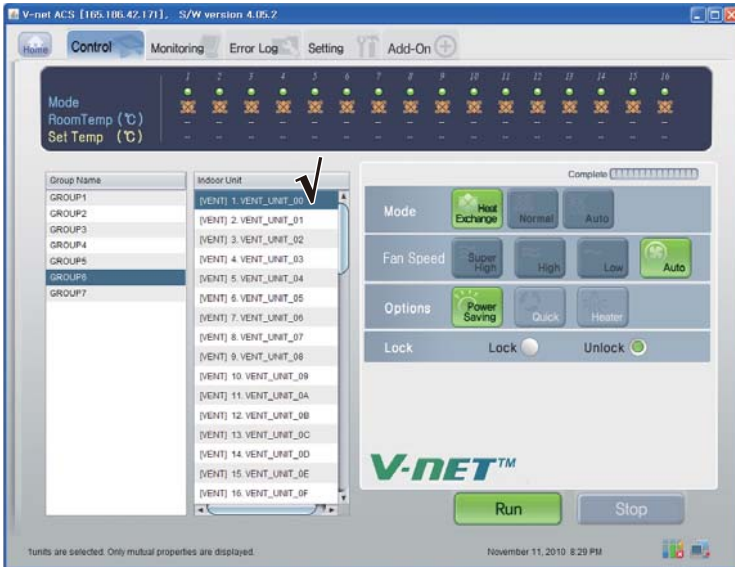 V-net ACS [165.186.42.171],   S/W version 4.05.2
Home Control Monitoring Error Log Setting Add-On
1 2 3 4 5 6 7 8 9 10 11 12 13 14 15 16
Mode
RoomTemp (℃) -- -- -- -- -- -- -- -- -- -- -- -- -- -- -- --
Set Temp (℃) -- -- -- -- -- -- -- -- -- -- -- -- -- -- -- --
Complete
Group Name
GROUP1
GROUP2
GROUP3
GROUP4
GROUP5
GROUP6
GROUP7
Indoor Unit
[VENT] 1. VENT_UNIT_00
[VENT] 2. VENT_UNIT_01
[VENT] 3. VENT_UNIT_02
[VENT] 4. VENT_UNIT_03
[VENT] 5. VENT_UNIT_04
[VENT] 6. VENT_UNIT_05
[VENT] 7. VENT_UNIT_06
[VENT] 8. VENT_UNIT_07
[VENT] 9. VENT_UNIT_08
[VENT] 10. VENT_UNIT_09
[VENT] 11. VENT_UNIT_0A
[VENT] 12. VENT_UNIT_0B
[VENT] 13. VENT_UNIT_0C
[VENT] 14. VENT_UNIT_0D
[VENT] 15. VENT_UNIT_0E
[VENT] 16. VENT_UNIT_0F
Mode Heat Exchange Normal Auto
Fan Speed Super High High Low Auto
Options Power Saving Quick Heater
Lock Lock Unlock
V-NET™
Run Stop
1units are selected. Only mutual properties are displayed.
November 11, 2010 8:29 PM